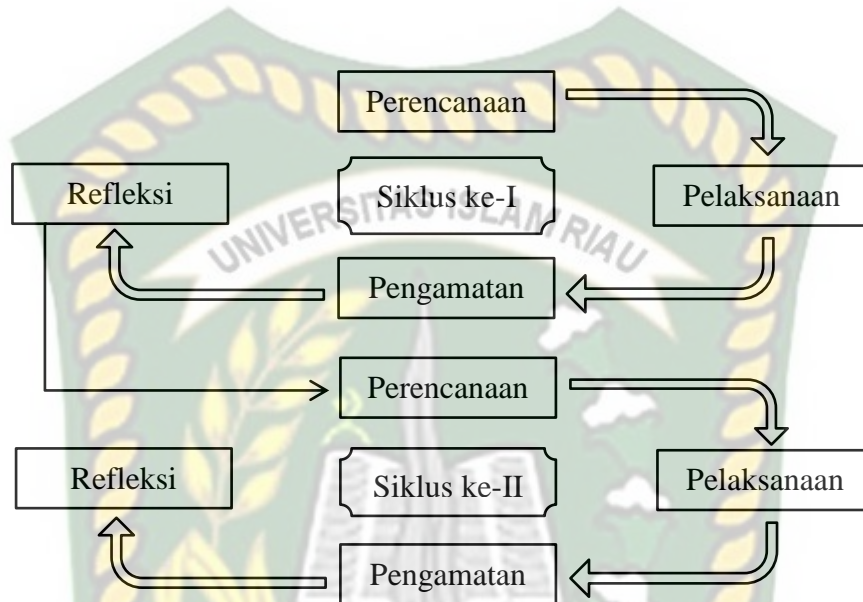 Perencanaan
Refleksi
Siklus ke-I
Pelaksanaan
UNIVERSITAS ISLAM RIAU
Pengamatan
Perencanaan
Refleksi
Siklus ke-II
Pelaksanaan
Pengamatan